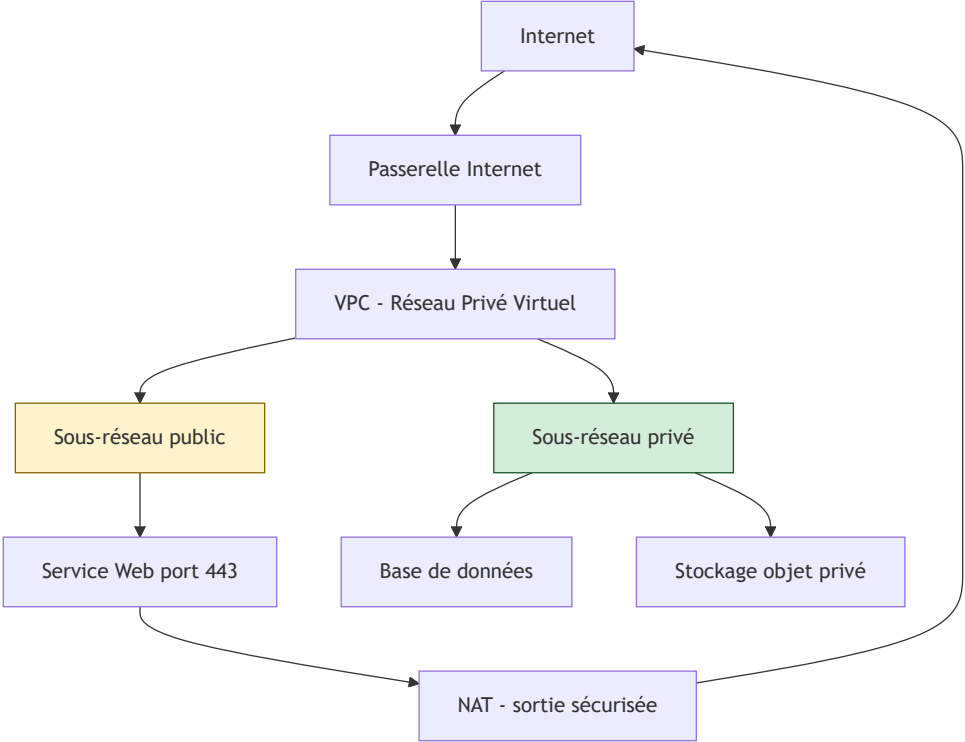 Internet
Passerelle Internet
VPC - Réseau Privé Virtuel
Sous-réseau public
Sous-réseau privé
Service Web port 443
Base de données
Stockage objet privé
NAT - sortie sécurisée